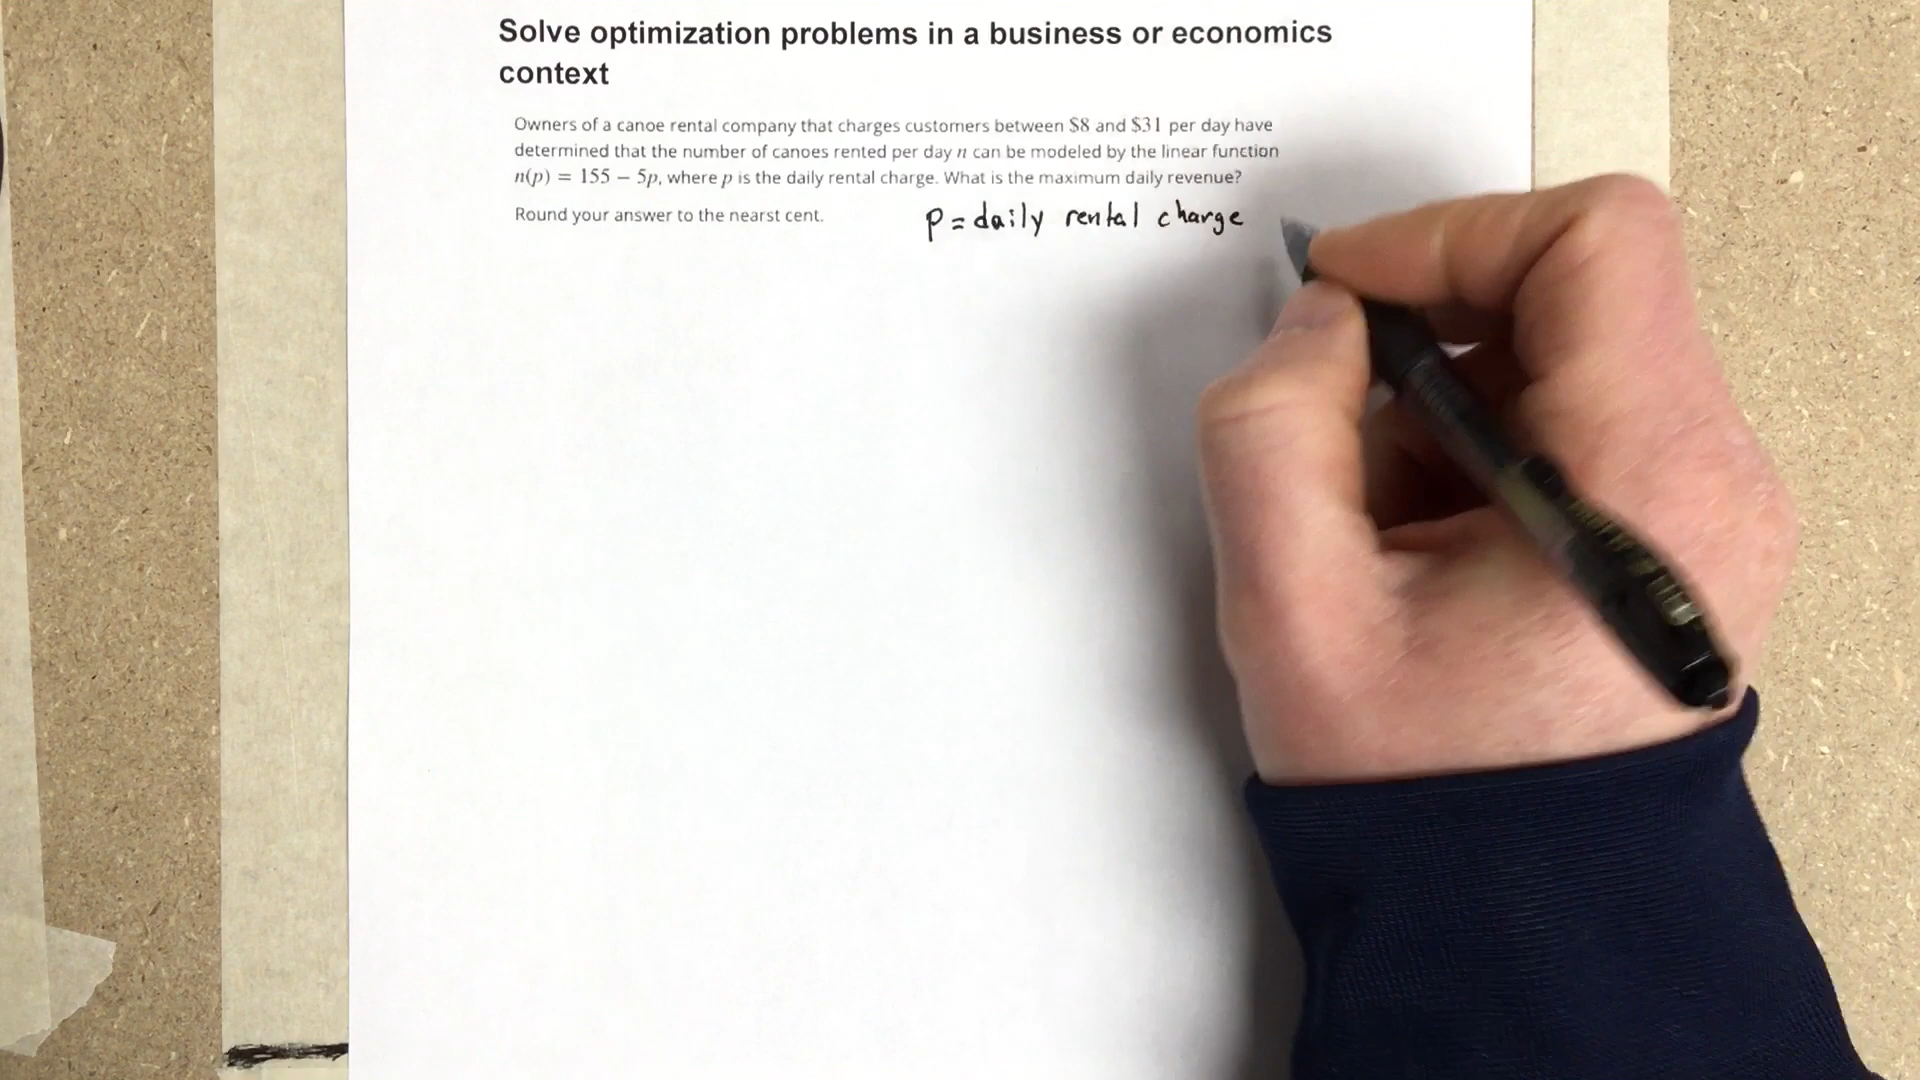 Solve optimization problems in a business or economics
context
Owners of a canoe rental company that charges customers between $8 and $31 per day have
determined that the number of canoes rented per day n can be modeled by the linear function
n(p) = 155 − 5p, where p is the daily rental charge. What is the maximum daily revenue?
Round your answer to the nearst cent.
p = daily rental charge